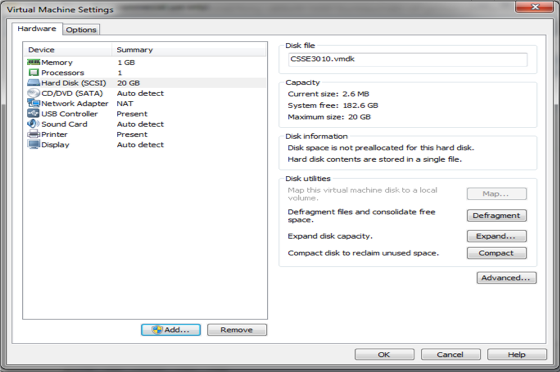 Virtual Machine Settings
Hardware Options
Device Summary
Memory 1 GB
Processors 1
Hard Disk (SCSI) 20 GB
CD/DVD (SATA) Auto detect
Network Adapter NAT
USB Controller Present
Sound Card Auto detect
Printer Present
Display Auto detect
Add... Remove
Disk file
CSSE3010.vmdk
Capacity
Current size: 2.6 MB
System free: 182.6 GB
Maximum size: 20 GB
Disk information
Disk space is not preallocated for this hard disk.
Hard disk contents are stored in a single file.
Disk utilities
Map this virtual machine disk to a local
volume.
Map...
Defragment files and consolidate free
space.
Defragment
Expand disk capacity.
Expand...
Compact disk to reclaim unused space.
Compact
Advanced...
OK Cancel Help